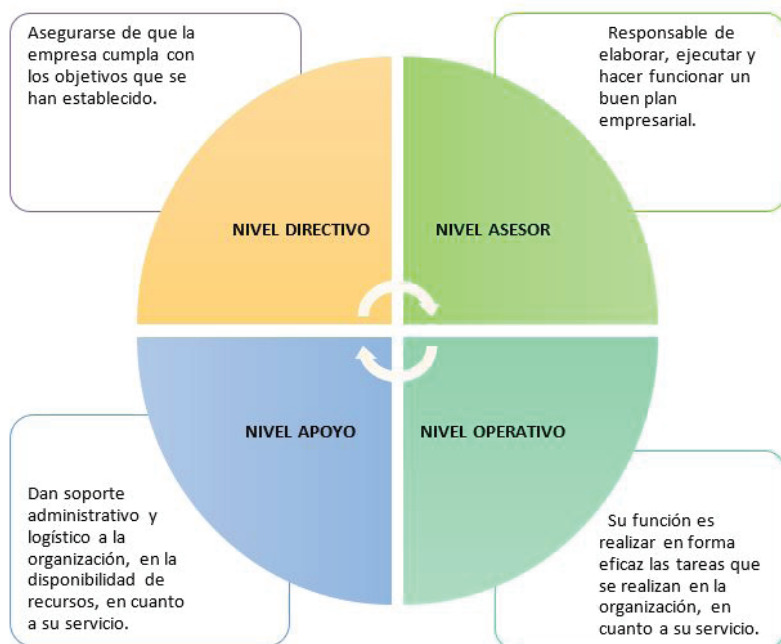 Asegurarse de que la
empresa cumpla con
los objetivos que se
han establecido.
Responsable de
elaborar, ejecutar y
hacer funcionar un
buen plan
empresarial.
NIVEL DIRECTIVO
NIVEL ASESOR
NIVEL APOYO
NIVEL OPERATIVO
Dan soporte
administrativo y
logístico a la
organización, en la
disponibilidad de
recursos, en cuanto
a su servicio.
Su función es
realizar en forma
eficaz las tareas que
se realizan en la
organización, en
cuanto a su servicio.